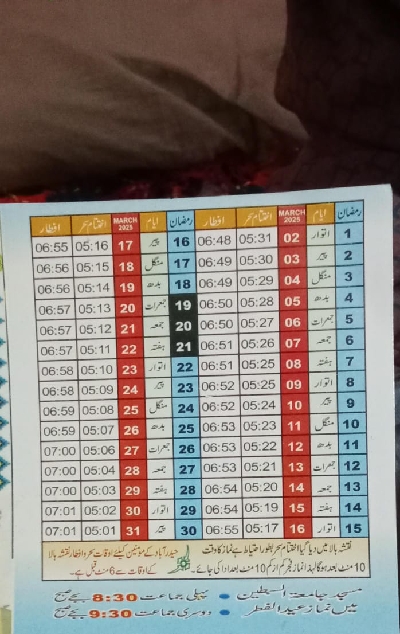 رمضان ایام MARCH 2025 اختتام سحر افطار رمضان ایام MARCH 2025 اختتام سحر افطار
1 اتوار 02 05:31 06:48 16 پیر 17 05:16 06:55
2 پیر 03 05:30 06:49 17 منگل 18 05:15 06:56
3 منگل 04 05:29 06:49 18 بدھ 19 05:14 06:56
4 بدھ 05 05:28 06:50 19 جمعرات 20 05:13 06:57
5 جمعرات 06 05:27 06:50 20 جمعہ 21 05:12 06:57
6 جمعہ 07 05:26 06:51 21 ہفتہ 22 05:11 06:57
7 ہفتہ 08 05:25 06:51 22 اتوار 23 05:10 06:58
8 اتوار 09 05:25 06:52 23 پیر 24 05:09 06:58
9 پیر 10 05:24 06:52 24 منگل 25 05:08 06:59
10 منگل 11 05:23 06:53 25 بدھ 26 05:07 06:59
11 بدھ 12 05:22 06:53 26 جمعرات 27 05:06 07:00
12 جمعرات 13 05:21 06:53 27 جمعہ 28 05:04 07:00
13 جمعہ 14 05:20 06:54 28 ہفتہ 29 05:03 07:00
14 ہفتہ 15 05:19 06:54 29 اتوار 30 05:02 07:01
15 اتوار 16 05:17 06:55 30 پیر 31 05:01 07:01
نقشہ بالا میں دیا گیا اختتام سحر بطور احتیاط ہے نماز کا وقت
10 منٹ بعد ہوگا لہذا نماز فجر کم از کم 10 منٹ بعد ادا کی جائے۔
حیدرآباد کے مومنین کیلئے اوقات سحر و افطار نقشہ بالا
کے اوقات سے 6 منٹ قبل ہے۔
مسجد جامعۃ السبطین
میں نماز عید الفطر
پہلی جماعت 8:30 بجے صبح
دوسری جماعت 9:30 بجے صبح